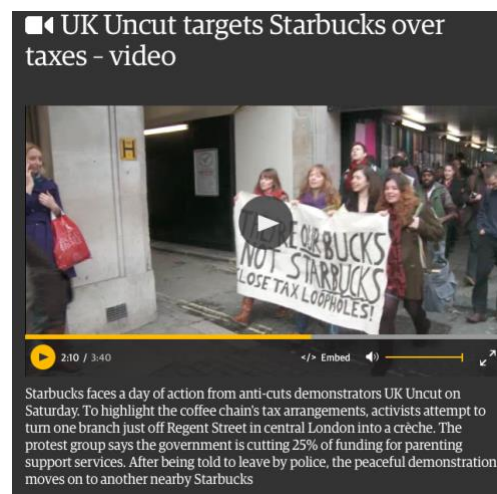 UK Uncut targets Starbucks over
taxes - video
H
THEY'RE OUR BUCKS
NOT STARBUCKS
CLOSE TAX LOOPHOLES!
2:10 / 3:40
</> Embed
Starbucks faces a day of action from anti-cuts demonstrators UK Uncut on
Saturday. To highlight the coffee chain's tax arrangements, activists attempt to
turn one branch just off Regent Street in central London into a crèche. The
protest group says the government is cutting 25% of funding for parenting
support services. After being told to leave by police, the peaceful demonstration
moves on to another nearby Starbucks